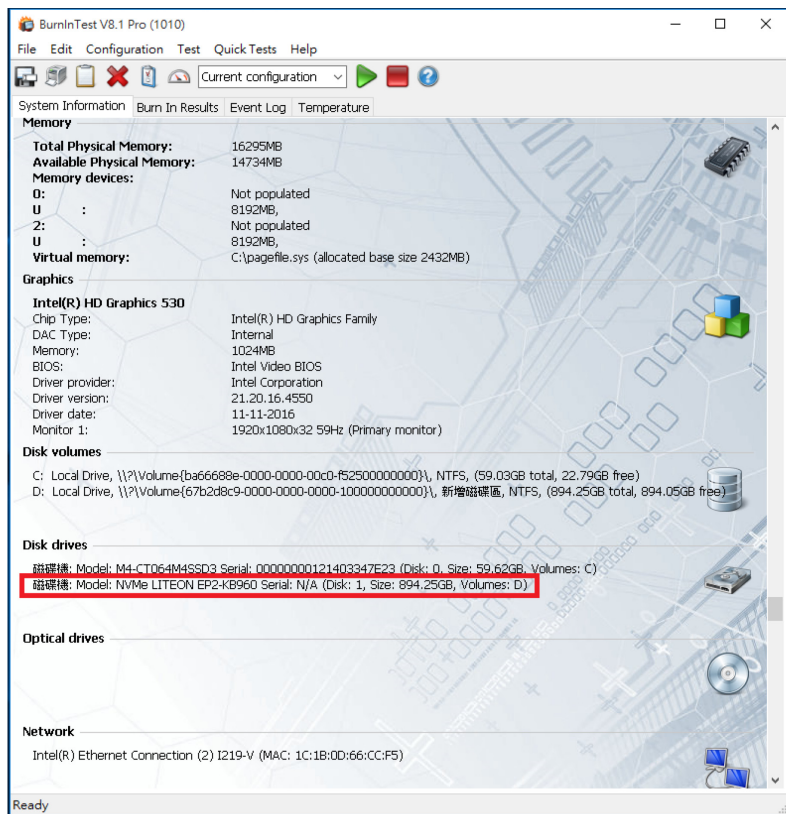 BurnInTest V8.1 Pro (1010)
File Edit Configuration Test Quick Tests Help
Current configuration
System Information Burn In Results Event Log Temperature
Memory
Total Physical Memory: 16295MB
Available Physical Memory: 14734MB
Memory devices:
0: Not populated
U : 8192MB,
2: Not populated
U : 8192MB,
Virtual memory: C:\pagefile.sys (allocated base size 2432MB)
Graphics
Intel(R) HD Graphics 530
Chip Type: Intel(R) HD Graphics Family
DAC Type: Internal
Memory: 1024MB
BIOS: Intel Video BIOS
Driver provider: Intel Corporation
Driver version: 21.20.16.4550
Driver date: 11-11-2016
Monitor 1: 1920x1080x32 59Hz (Primary monitor)
Disk volumes
C: Local Drive, \\?\Volume{ba66688e-0000-0000-00c0-f52500000000}\, NTFS, (59.03GB total, 22.79GB free)
D: Local Drive, \\?\Volume{67b2d8c9-0000-0000-0000-100000000000}\, 新增磁碟區, NTFS, (894.25GB total, 894.05GB free)
Disk drives
磁碟機: Model: M4-CT064M4SSD3 Serial: 00000000121403347E23 (Disk: 0, Size: 59.62GB, Volumes: C)
磁碟機: Model: NVMe LITEON EP2-KB960 Serial: N/A (Disk: 1, Size: 894.25GB, Volumes: D)
Optical drives
Network
Intel(R) Ethernet Connection (2) I219-V (MAC: 1C:1B:0D:66:CC:F5)
Ready